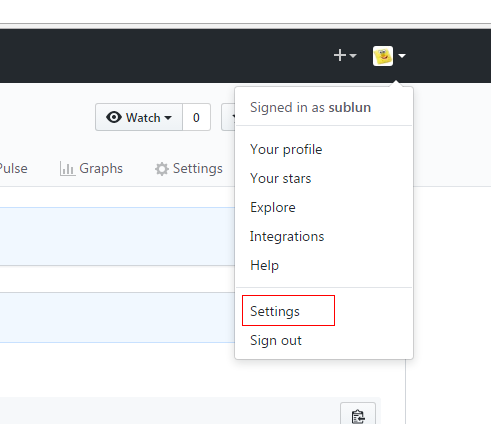 Signed in as sublun
Watch 0
Your profile
Pulse Graphs Settings
Your stars
Explore
Integrations
Help
Settings
Sign out